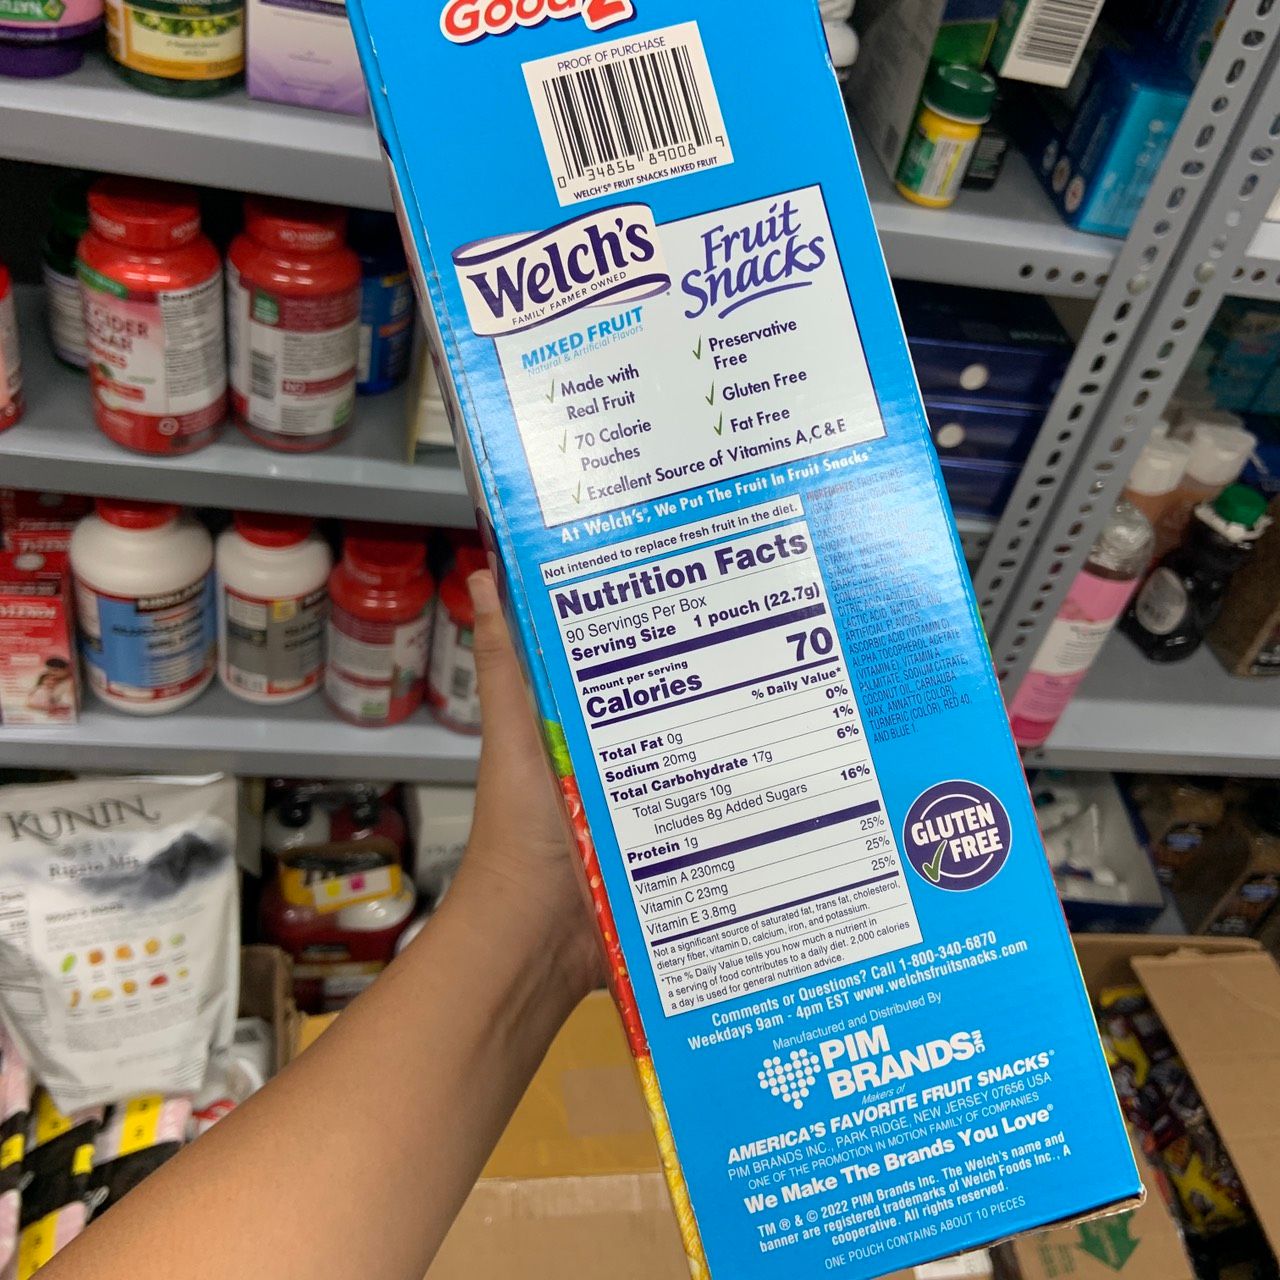 Good2
PROOF OF PURCHASE
0 34856 89008 9
WELCH'S® FRUIT SNACKS MIXED FRUIT
Welch's
FAMILY FARMER OWNED
Fruit
Snacks
MIXED FRUIT
Natural & Artificial Flavors
✓ Made with
Real Fruit
✓ 70 Calorie
Pouches
✓ Preservative
Free
✓ Gluten Free
✓ Fat Free
✓ Excellent Source of Vitamins A,C&E
At Welch's®, We Put The Fruit In Fruit Snacks®
Not intended to replace fresh fruit in the diet.
Nutrition Facts
90 Servings Per Box
Serving Size 1 pouch (22.7g)
Amount per serving
Calories 70
% Daily Value*
Total Fat 0g 0%
Sodium 20mg 1%
Total Carbohydrate 17g 6%
Total Sugars 10g
Includes 8g Added Sugars 16%
Protein 1g
Vitamin A 230mcg 25%
Vitamin C 23mg 25%
Vitamin E 3.8mg 25%
Not a significant source of saturated fat, trans fat, cholesterol,
dietary fiber, vitamin D, calcium, iron, and potassium.
*The % Daily Value tells you how much a nutrient in
a serving of food contributes to a daily diet. 2,000 calories
a day is used for general nutrition advice.
INGREDIENTS: FRUIT PUREE
CITRIC ACID,
LACTIC ACID, NATURAL AND
ARTIFICIAL FLAVORS,
ASCORBIC ACID (VITAMIN C),
ALPHA TOCOPHEROL ACETATE
(VITAMIN E), VITAMIN A
PALMITATE, SODIUM CITRATE,
COCONUT OIL, CARNAUBA
WAX, ANNATTO (COLOR),
TURMERIC (COLOR), RED 40,
AND BLUE 1.
GLUTEN
FREE
Comments or Questions? Call 1-800-340-6870
Weekdays 9am - 4pm EST www.welchsfruitsnacks.com
Manufactured and Distributed By
PIM
BRANDS INC
Makers of
AMERICA'S FAVORITE FRUIT SNACKS®
PIM BRANDS INC., PARK RIDGE, NEW JERSEY 07656 USA
ONE OF THE PROMOTION IN MOTION FAMILY OF COMPANIES
We Make The Brands You Love®
TM ® & © 2022 PIM Brands Inc. The Welch's name and
banner are registered trademarks of Welch Foods Inc., A
cooperative. All rights reserved.
ONE POUCH CONTAINS ABOUT 10 PIECES
KUNIN